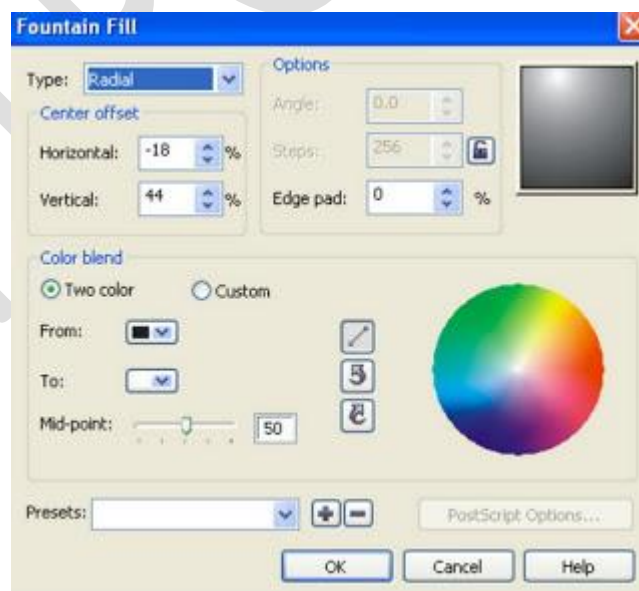 Fountain Fill
Type: Radial
Options
Center offset
Angle: 0.0
Horizontal: -18 %
Steps: 256
Vertical: 44 %
Edge pad: 0 %
Color blend
Two color Custom
From:
To:
Mid-point: 50
Presets:
PostScript Options...
OK Cancel Help